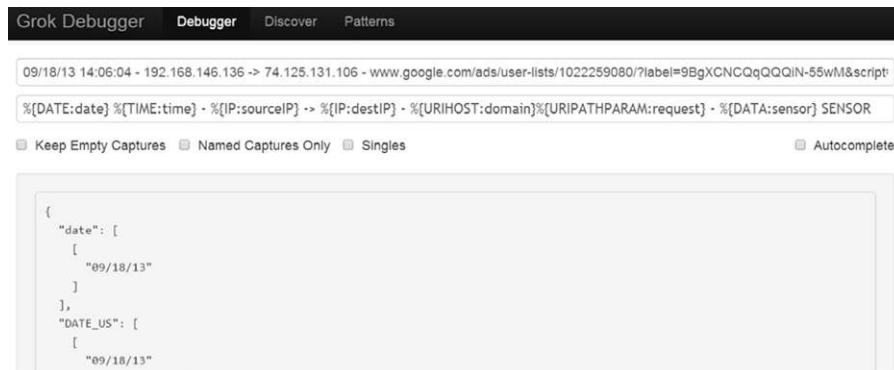 Grok Debugger Debugger Discover Patterns
09/18/13 14:06:04 - 192.168.146.136 -> 74.125.131.106 - www.google.com/ads/user-lists/1022259080/?label=9BgXCNCQqQQQiN-55wM&script
%{DATE:date} %{TIME:time} - %{IP:sourceIP} -> %{IP:destIP} - %{URIHOST:domain}%{URIPATHPARAM:request} - %{DATA:sensor} SENSOR
Keep Empty Captures Named Captures Only Singles Autocomplete
{
"date": [
[
"09/18/13"
]
],
"DATE_US": [
[
"09/18/13"